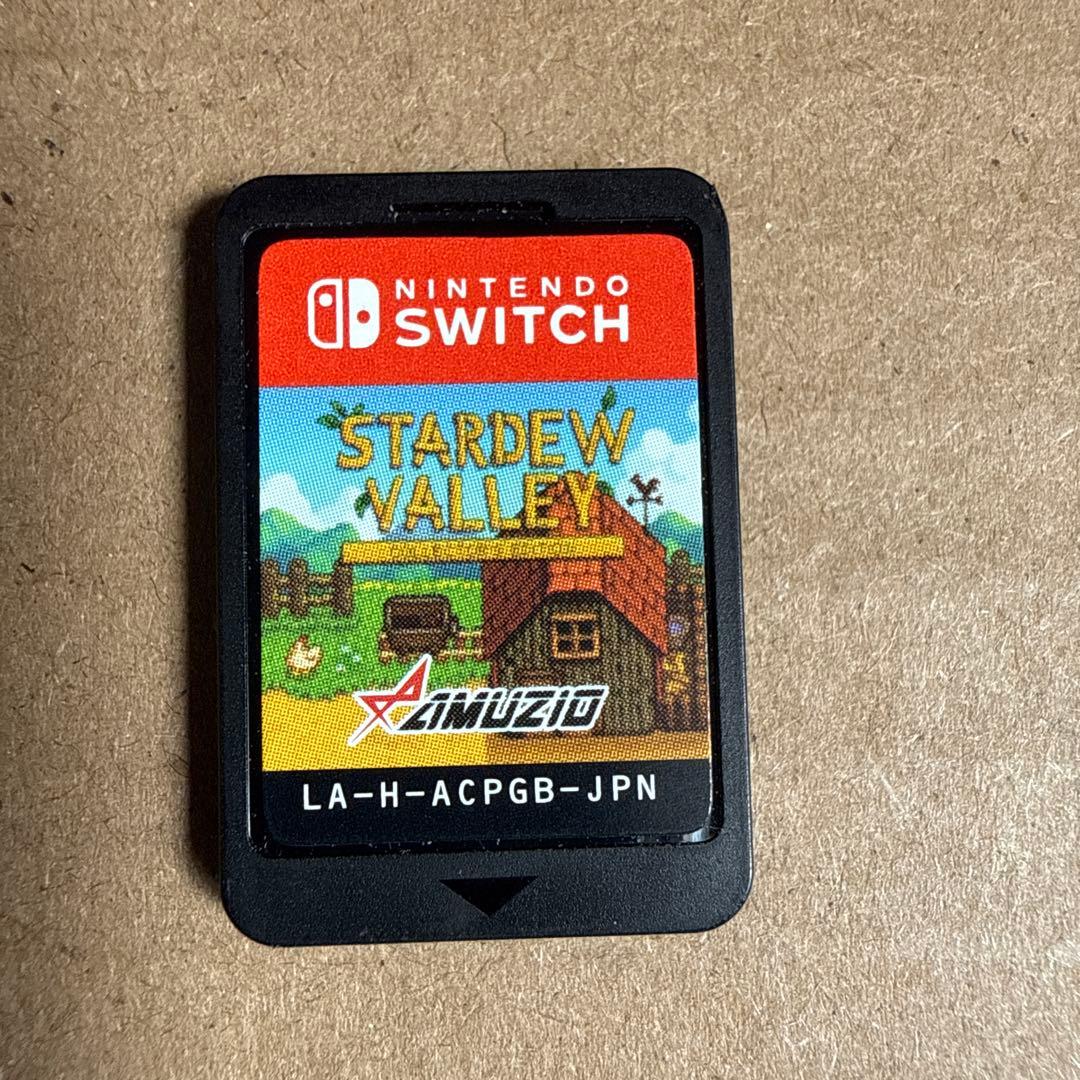 NINTENDO
SWITCH
STARDEW
VALLEY
AMUZIO
LA-H-ACPGB-JPN